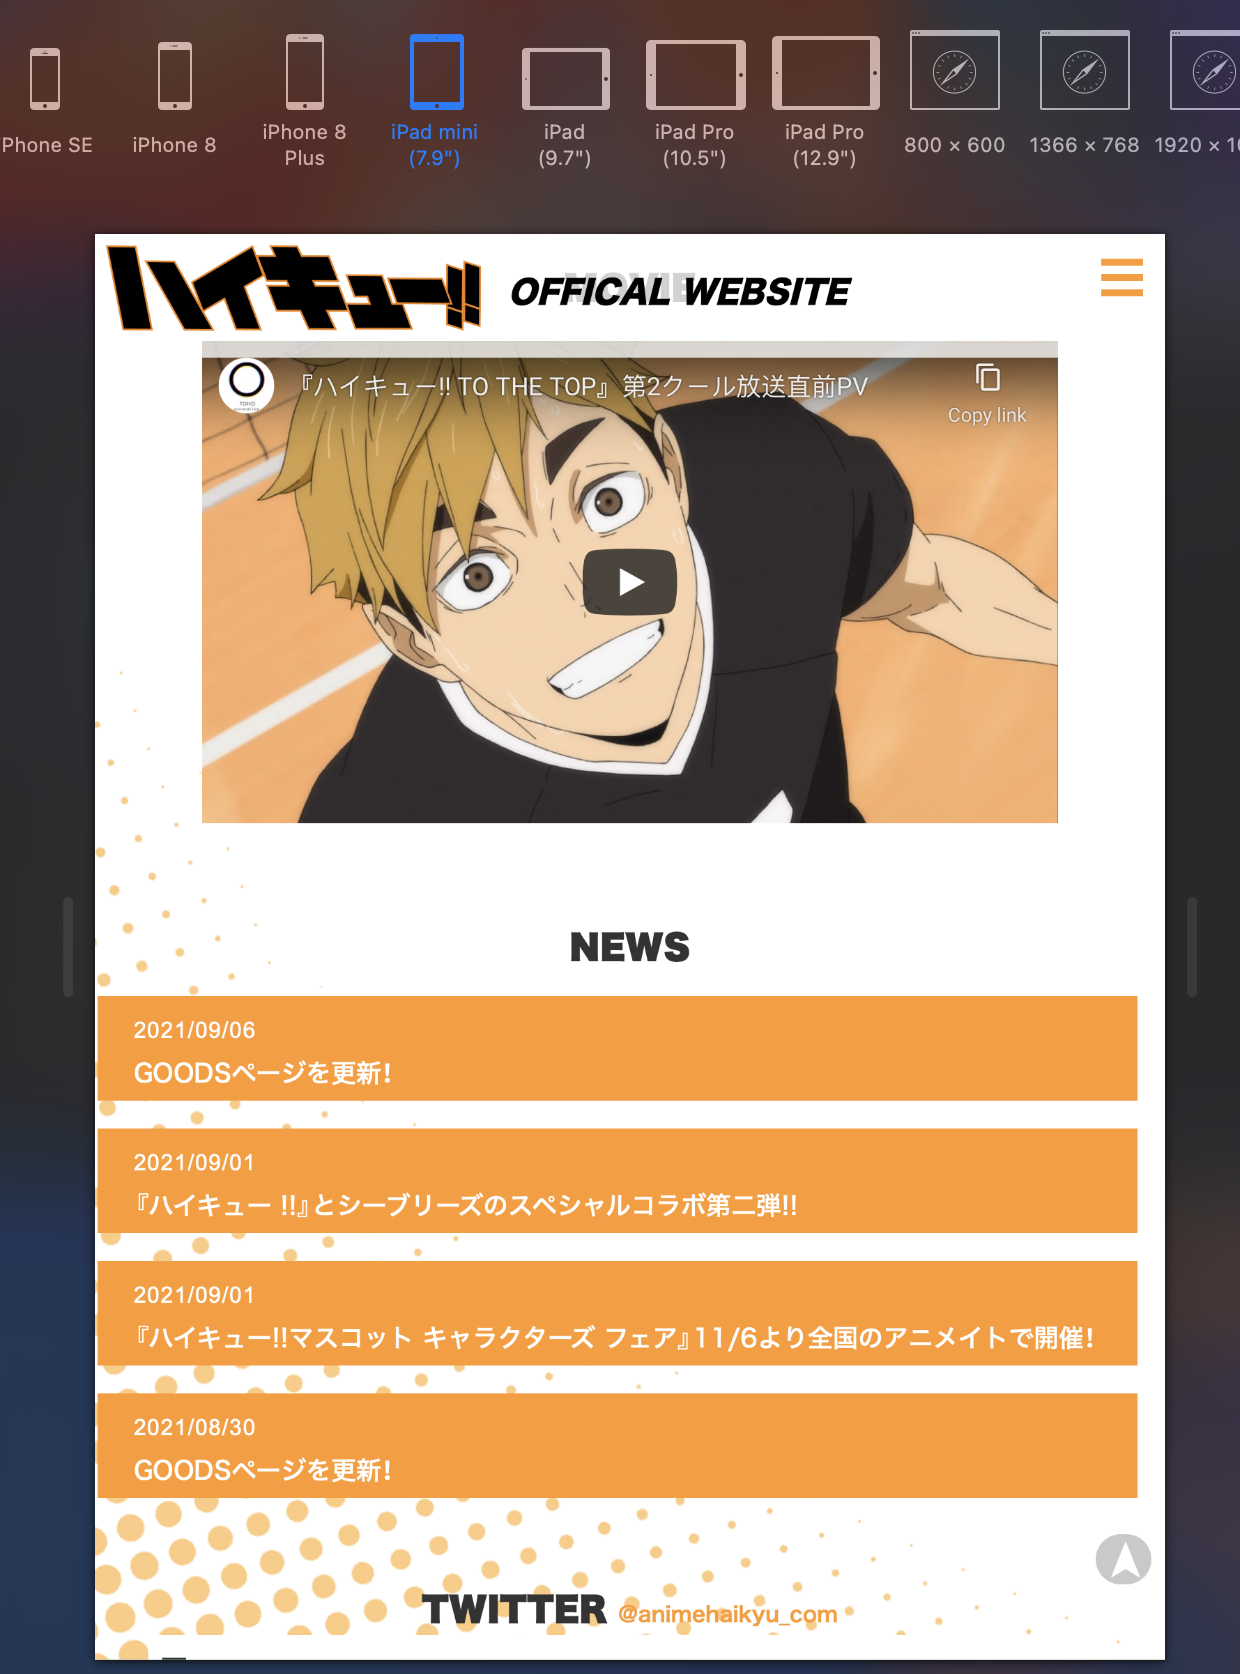 iPhone SE
iPhone 8
iPhone 8 Plus
iPad mini (7.9")
iPad (9.7")
iPad Pro (10.5")
iPad Pro (12.9")
800 × 600
1366 × 768
1920 × 10
ハイキュー!!
MOVIE
OFFICAL WEBSITE
『ハイキュー!! TO THE TOP』第2クール放送直前PV
Copy link
NEWS
2021/09/06
GOODSページを更新!
2021/09/01
『ハイキュー !!』とシーブリーズのスペシャルコラボ第二弾!!
2021/09/01
『ハイキュー!!マスコット キャラクターズ フェア』11/6より全国のアニメイトで開催!
2021/08/30
GOODSページを更新!
TWITTER @animehaikyu_com